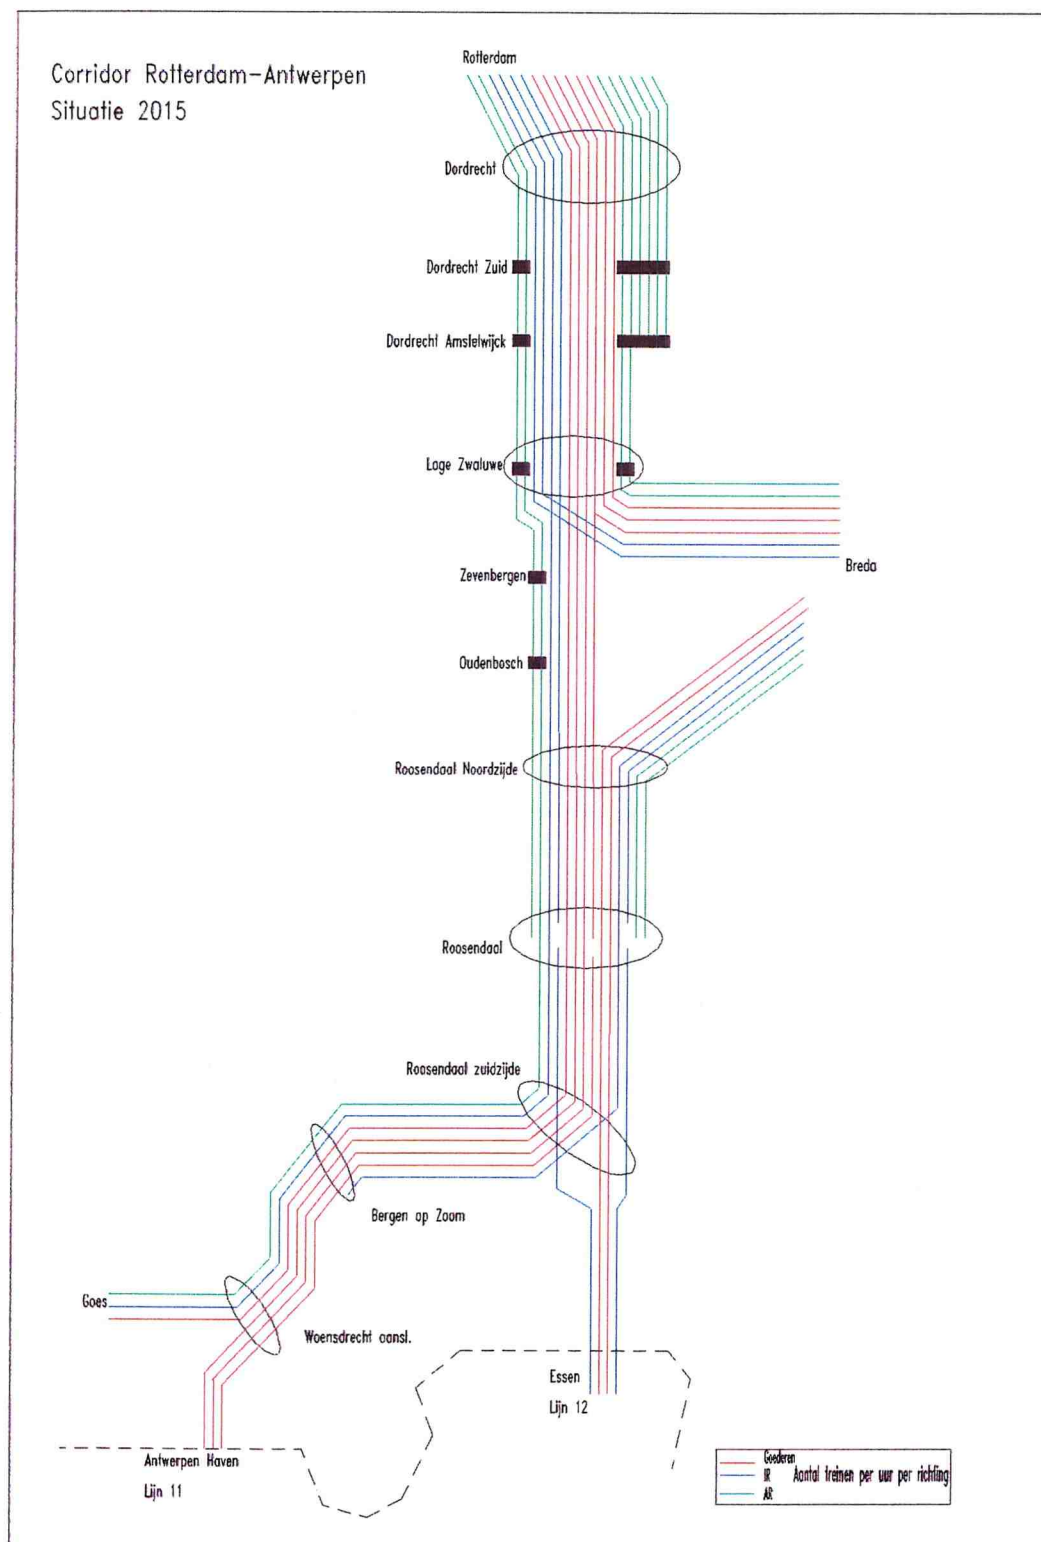 Corridor Rotterdam-Antwerpen
Situatie 2015
Rotterdam
Dordrecht
Dordrecht Zuid
Dordrecht Amstelwijck
Lage Zwaluwe
Breda
Zevenbergen
Oudenbosch
Roosendaal Noordzijde
Roosendaal
Roosendaal zuidzijde
Bergen op Zoom
Goes
Woensdrecht aansl.
Essen
Lijn 12
Antwerpen Haven
Lijn 11
Goederen
IR Aantal treinen per uur per richting
AR